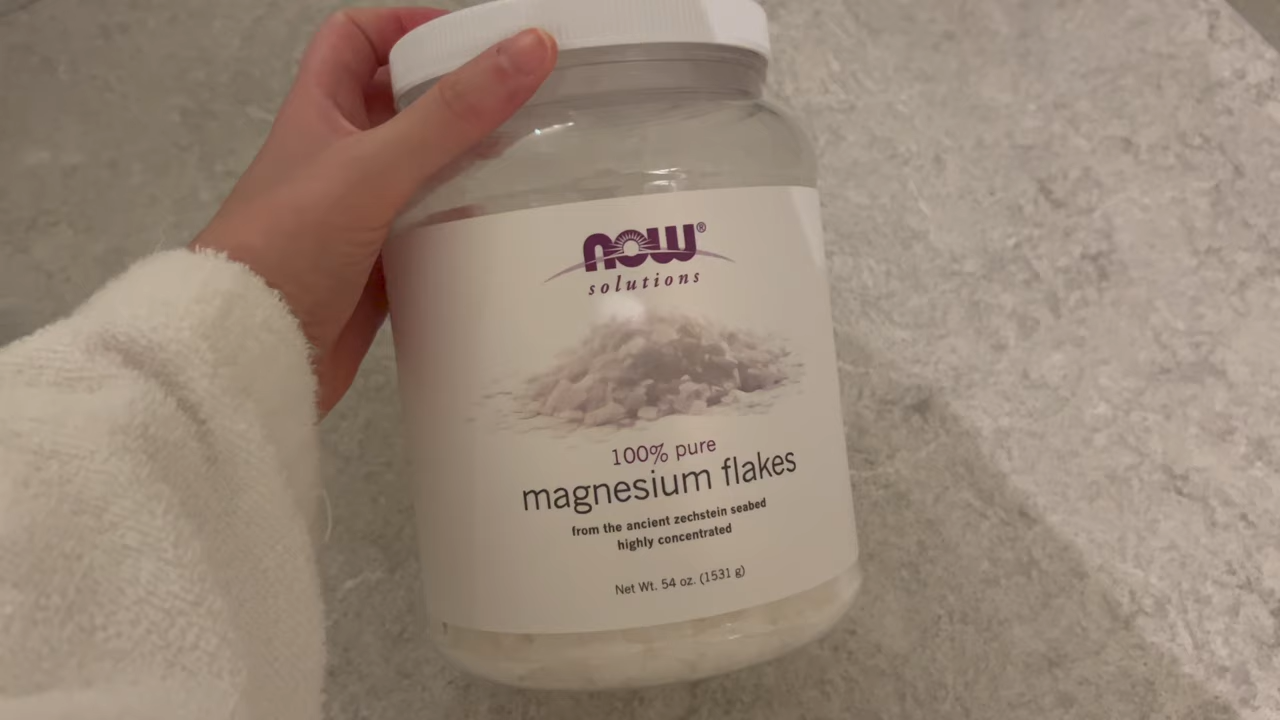 now®
solutions
100% pure
magnesium flakes
from the ancient zechstein seabed
highly concentrated
Net Wt. 54 oz. (1531 g)